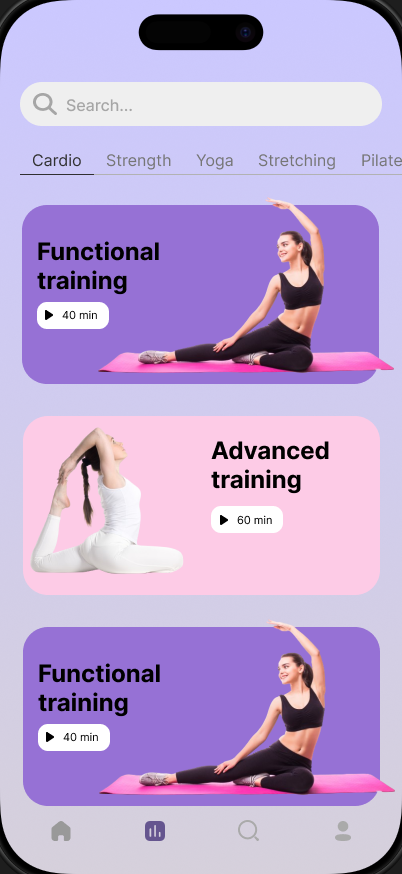 Search...
Cardio Strength Yoga Stretching Pilate
Functional
training
40 min
Advanced
training
60 min
Functional
training
40 min